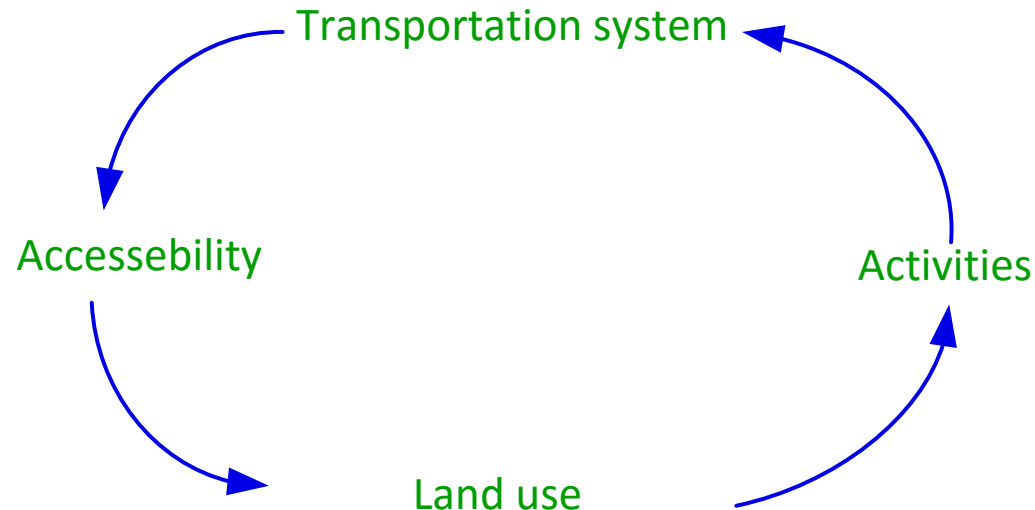 Transportation system
Accessebility
Activities
Land use